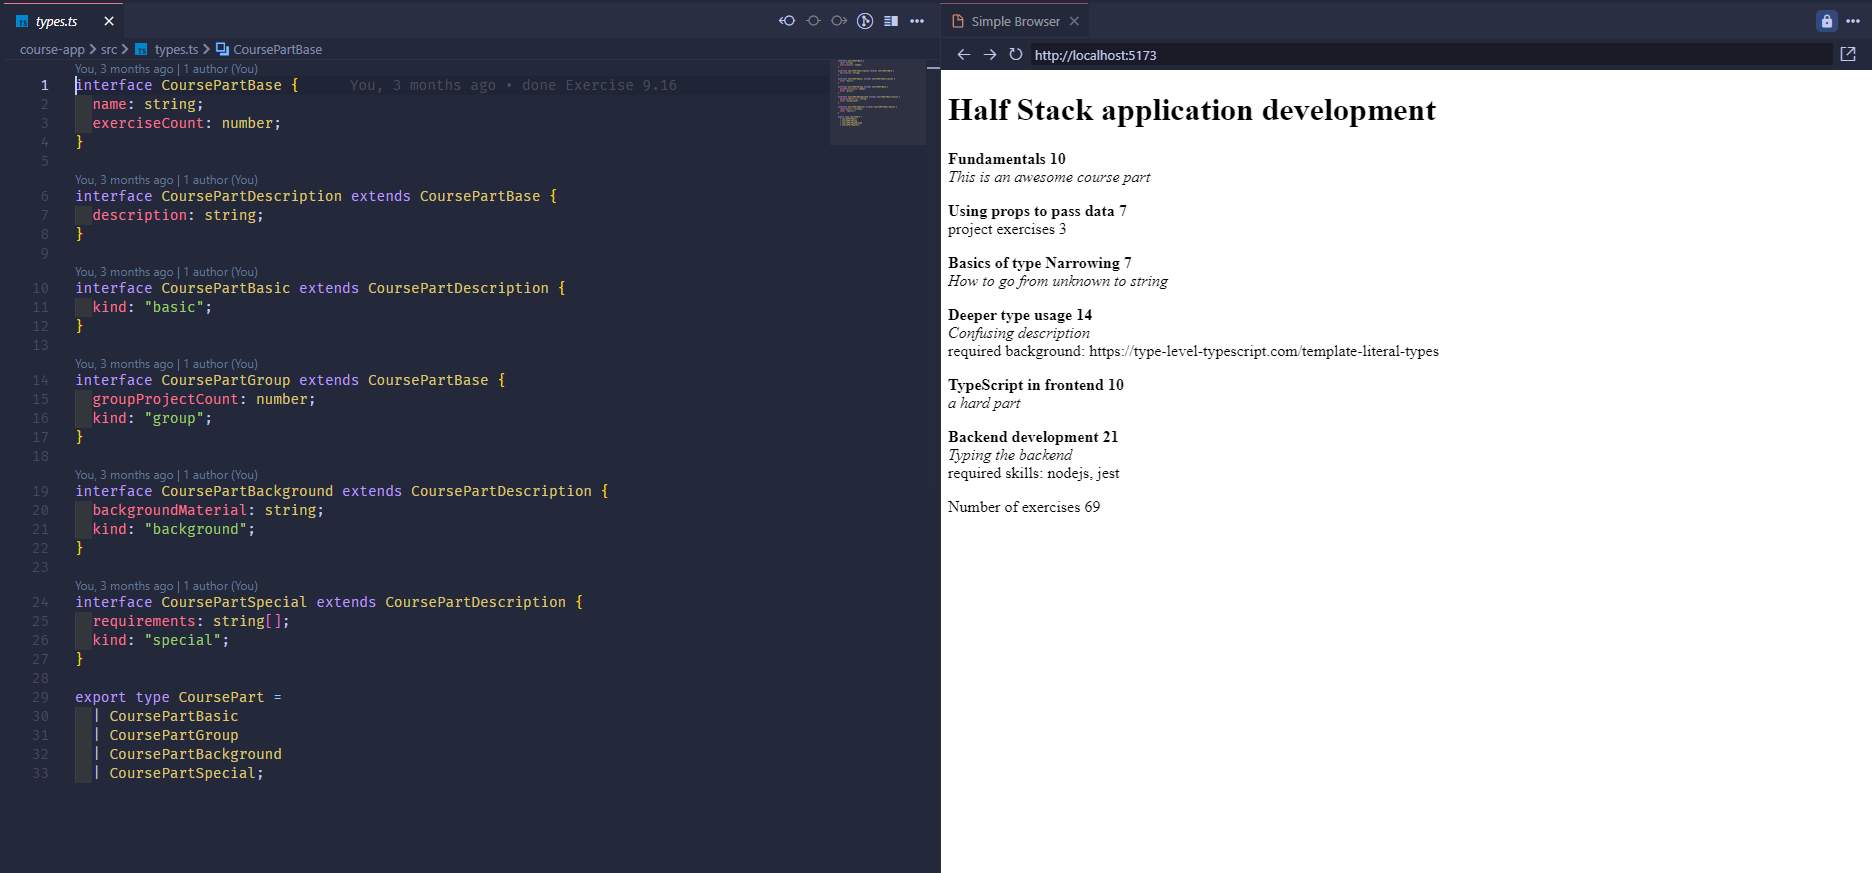 types.ts
course-app > src > types.ts > CoursePartBase
You, 3 months ago | 1 author (You)
1 interface CoursePartBase { You, 3 months ago • done Exercise 9.16
2 name: string;
3 exerciseCount: number;
4 }
5
You, 3 months ago | 1 author (You)
6 interface CoursePartDescription extends CoursePartBase {
7 description: string;
8 }
9
You, 3 months ago | 1 author (You)
10 interface CoursePartBasic extends CoursePartDescription {
11 kind: "basic";
12 }
13
You, 3 months ago | 1 author (You)
14 interface CoursePartGroup extends CoursePartBase {
15 groupProjectCount: number;
16 kind: "group";
17 }
18
You, 3 months ago | 1 author (You)
19 interface CoursePartBackground extends CoursePartDescription {
20 backgroundMaterial: string;
21 kind: "background";
22 }
23
You, 3 months ago | 1 author (You)
24 interface CoursePartSpecial extends CoursePartDescription {
25 requirements: string[];
26 kind: "special";
27 }
28
29 export type CoursePart =
30 | CoursePartBasic
31 | CoursePartGroup
32 | CoursePartBackground
33 | CoursePartSpecial;
Simple Browser
http://localhost:5173
Half Stack application development
Fundamentals 10
This is an awesome course part
Using props to pass data 7
project exercises 3
Basics of type Narrowing 7
How to go from unknown to string
Deeper type usage 14
Confusing description
required background: https://type-level-typescript.com/template-literal-types
TypeScript in frontend 10
a hard part
Backend development 21
Typing the backend
required skills: nodejs, jest
Number of exercises 69